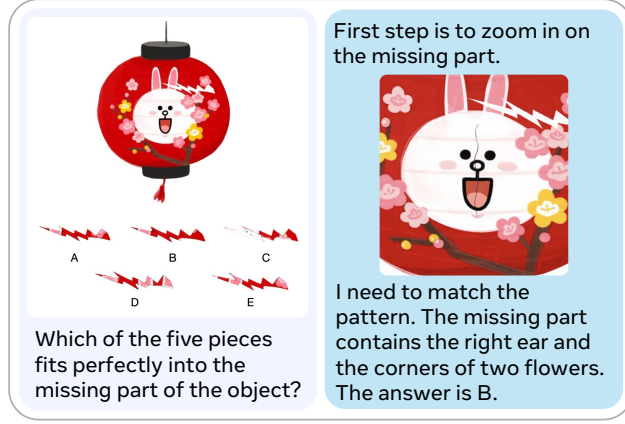 A
B
C
D
E
Which of the five pieces
fits perfectly into the
missing part of the object?
First step is to zoom in on
the missing part.
I need to match the
pattern. The missing part
contains the right ear and
the corners of two flowers.
The answer is B.